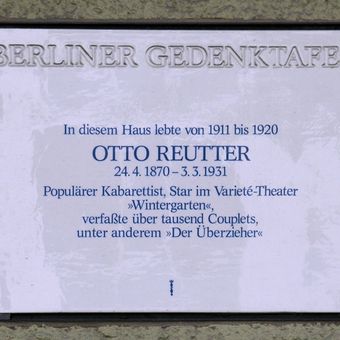 BERLINER GEDENKTAFEL
In diesem Haus lebte von 1911 bis 1920
OTTO REUTTER
24. 4. 1870 – 3. 3. 1931
Populärer Kabarettist, Star im Varieté-Theater
»Wintergarten«,
verfaßte über tausend Couplets,
unter anderem »Der Überzieher«